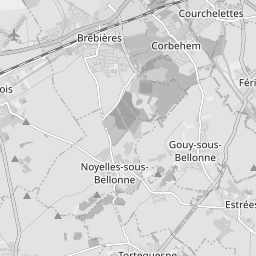 Courchelettes
Brebières
Corbehem
Féri
ois
Gouy-sous-
Bellonne
Noyelles-sous-
Bellonne
Estrées
Tortequesne